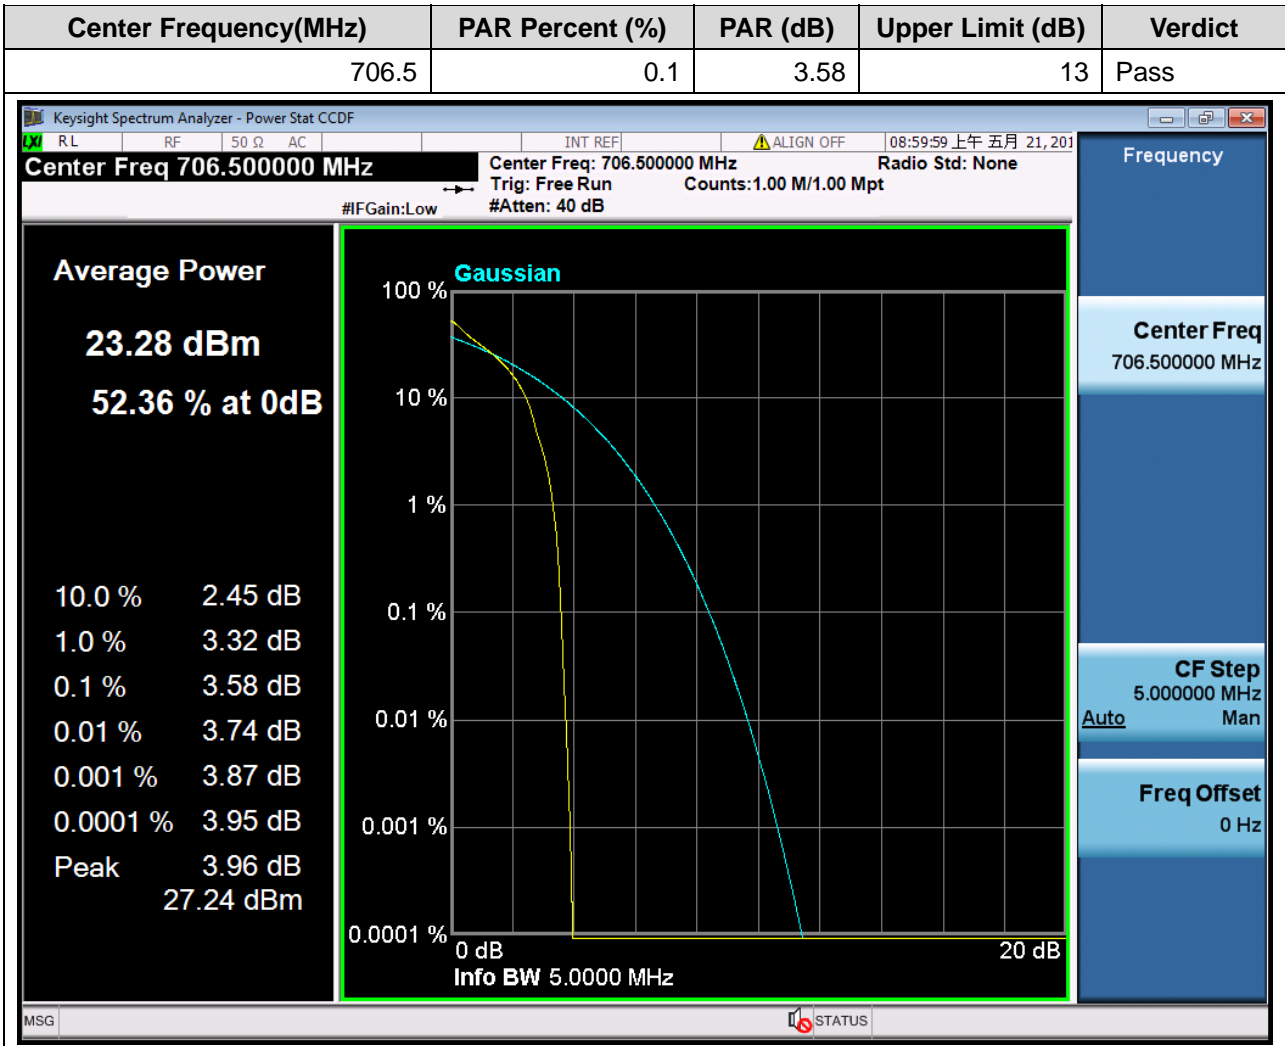 Center Frequency(MHz) PAR Percent (%) PAR (dB) Upper Limit (dB) Verdict
706.5 0.1 3.58 13 Pass
Keysight Spectrum Analyzer - Power Stat CCDF
LXI RL RF 50 Ω AC INT REF ALIGN OFF 08:59:59 上午 五月 21, 201
Center Freq 706.500000 MHz
Center Freq: 706.500000 MHz Radio Std: None
Trig: Free Run Counts:1.00 M/1.00 Mpt
#IFGain:Low #Atten: 40 dB
Average Power
23.28 dBm
52.36 % at 0dB
10.0 % 2.45 dB
1.0 % 3.32 dB
0.1 % 3.58 dB
0.01 % 3.74 dB
0.001 % 3.87 dB
0.0001 % 3.95 dB
Peak 3.96 dB
27.24 dBm
Gaussian
100 %
10 %
1 %
0.1 %
0.01 %
0.001 %
0.0001 %
0 dB 20 dB
Info BW 5.0000 MHz
Frequency
Center Freq
706.500000 MHz
CF Step
5.000000 MHz
Auto Man
Freq Offset
0 Hz
MSG STATUS